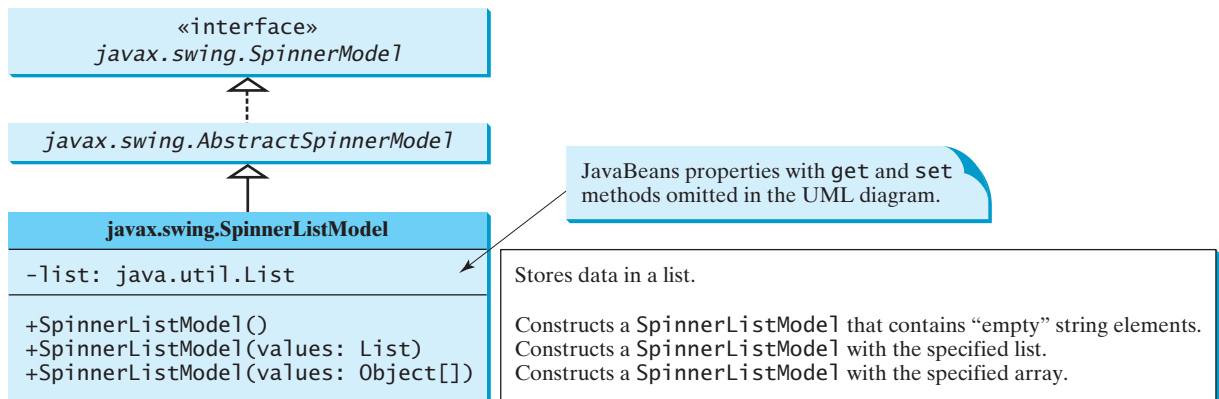 «interface»
javax.swing.SpinnerModel
javax.swing.AbstractSpinnerModel
JavaBeans properties with get and set
methods omitted in the UML diagram.
javax.swing.SpinnerListModel
-list: java.util.List
Stores data in a list.
+SpinnerListModel()
Constructs a SpinnerListModel that contains “empty” string elements.
+SpinnerListModel(values: List)
Constructs a SpinnerListModel with the specified list.
+SpinnerListModel(values: Object[])
Constructs a SpinnerListModel with the specified array.